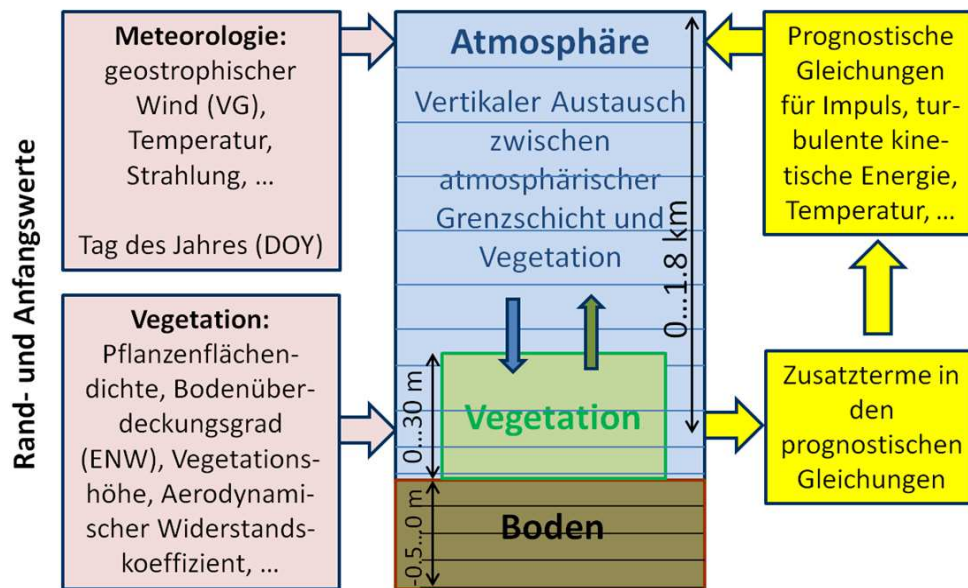 Rand- und Anfangswerte
Meteorologie:
geostrophischer
Wind (VG),
Temperatur,
Strahlung, ...
Tag des Jahres (DOY)
Vegetation:
Pflanzenflächen-
dichte, Bodenüber-
deckungsgrad
(ENW), Vegetations-
höhe, Aerodynami-
scher Widerstands-
koeffizient, ...
Atmosphäre
Vertikaler Austausch
zwischen
atmosphärischer
Grenzschicht und
Vegetation
0...1.8 km
0...30 m
Vegetation
-0.5...0 m
Boden
Prognostische
Gleichungen
für Impuls, tur-
bulente kine-
tische Energie,
Temperatur, ...
Zusatzterme in
den
prognostischen
Gleichungen